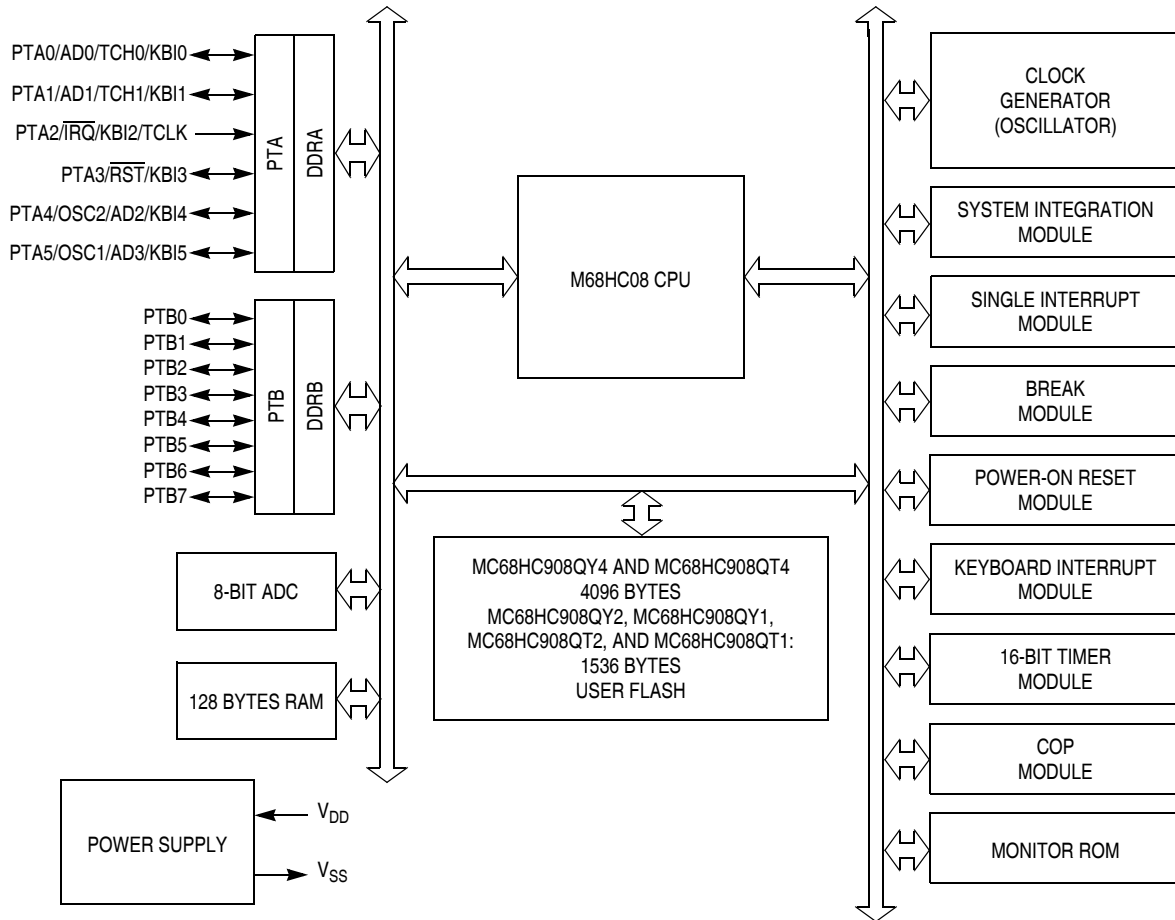 PTA0/AD0/TCH0/KBI0
PTA1/AD1/TCH1/KBI1
PTA2/I̅R̅Q̅/KBI2/TCLK
PTA3/R̅S̅T̅/KBI3
PTA4/OSC2/AD2/KBI4
PTA5/OSC1/AD3/KBI5
PTA
DDRA
PTB0
PTB1
PTB2
PTB3
PTB4
PTB5
PTB6
PTB7
PTB
DDRB
8-BIT ADC
128 BYTES RAM
POWER SUPPLY
V_DD
V_SS
M68HC08 CPU
MC68HC908QY4 AND MC68HC908QT4
4096 BYTES
MC68HC908QY2, MC68HC908QY1,
MC68HC908QT2, AND MC68HC908QT1:
1536 BYTES
USER FLASH
CLOCK
GENERATOR
(OSCILLATOR)
SYSTEM INTEGRATION
MODULE
SINGLE INTERRUPT
MODULE
BREAK
MODULE
POWER-ON RESET
MODULE
KEYBOARD INTERRUPT
MODULE
16-BIT TIMER
MODULE
COP
MODULE
MONITOR ROM